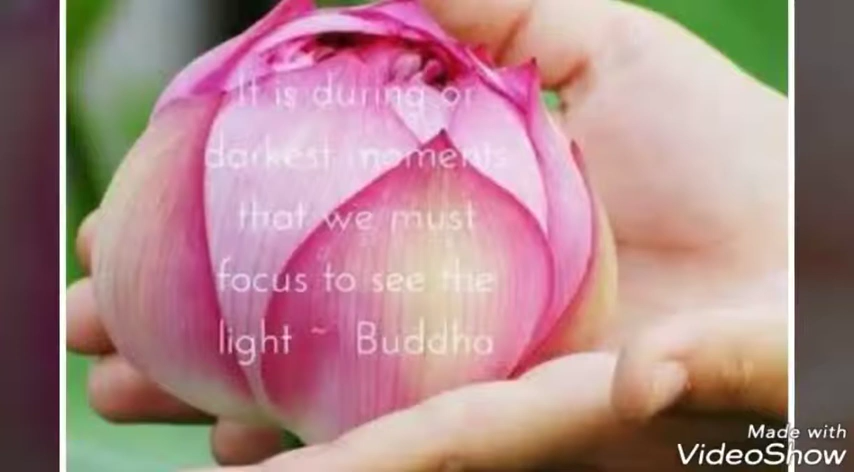 It is during or
darkest moments
that we must
focus to see the
light ~ Buddha
Made with
VideoShow